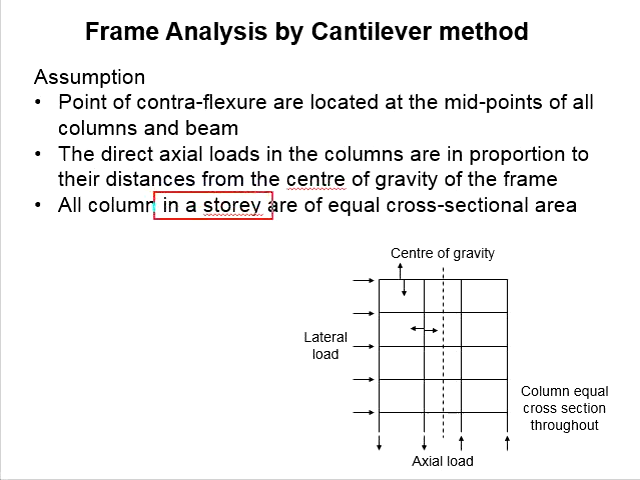 Frame Analysis by Cantilever method
Assumption
• Point of contra-flexure are located at the mid-points of all
columns and beam
• The direct axial loads in the columns are in proportion to
their distances from the centre of gravity of the frame
• All column in a storey are of equal cross-sectional area
Centre of gravity
Lateral
load
Column equal
cross section
throughout
Axial load